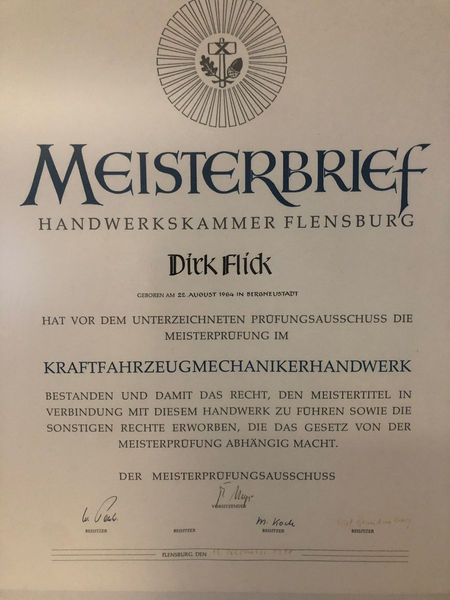 MEISTERBRIEF
HANDWERKSKAMMER FLENSBURG
Dirk Flick
GEBOREN AM 22. AUGUST 1964 IN BERGNEUSTADT
HAT VOR DEM UNTERZEICHNETEN PRÜFUNGSAUSSCHUSS DIE
MEISTERPRÜFUNG IM
KRAFTFAHRZEUGMECHANIKERHANDWERK
BESTANDEN UND DAMIT DAS RECHT, DEN MEISTERTITEL IN
VERBINDUNG MIT DIESEM HANDWERK ZU FÜHREN SOWIE DIE
SONSTIGEN RECHTE ERWORBEN, DIE DAS GESETZ VON DER
MEISTERPRÜFUNG ABHÄNGIG MACHT.
DER MEISTERPRÜFUNGSAUSSCHUSS
VORSITZENDER
M. Koch
BEISITZER BEISITZER BEISITZER BEISITZER
FLENSBURG, DEN